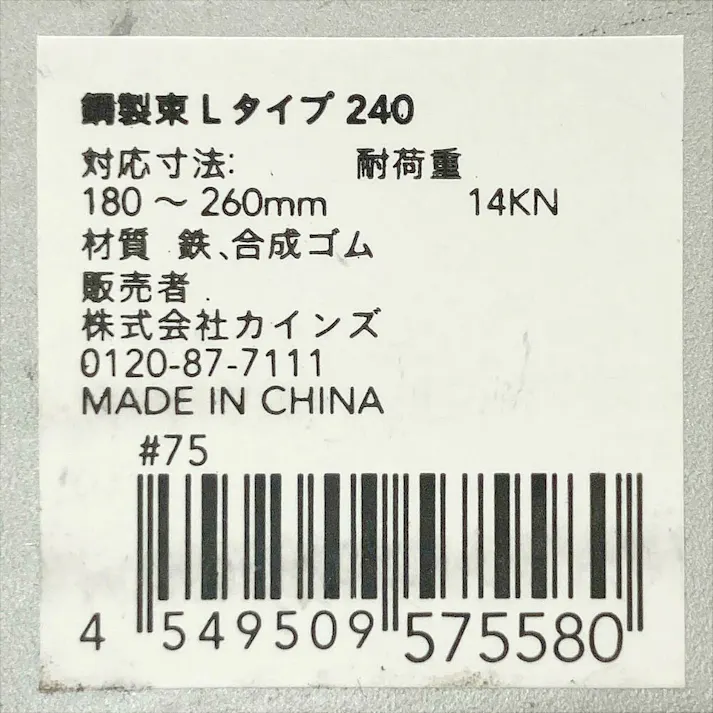 鋼製束 L タイプ 240
対応寸法: 耐荷重
180 ～ 260mm 14KN
材質 鉄、合成ゴム
販売者
株式会社カインズ
0120-87-7111
MADE IN CHINA
#75
4 549509 575580